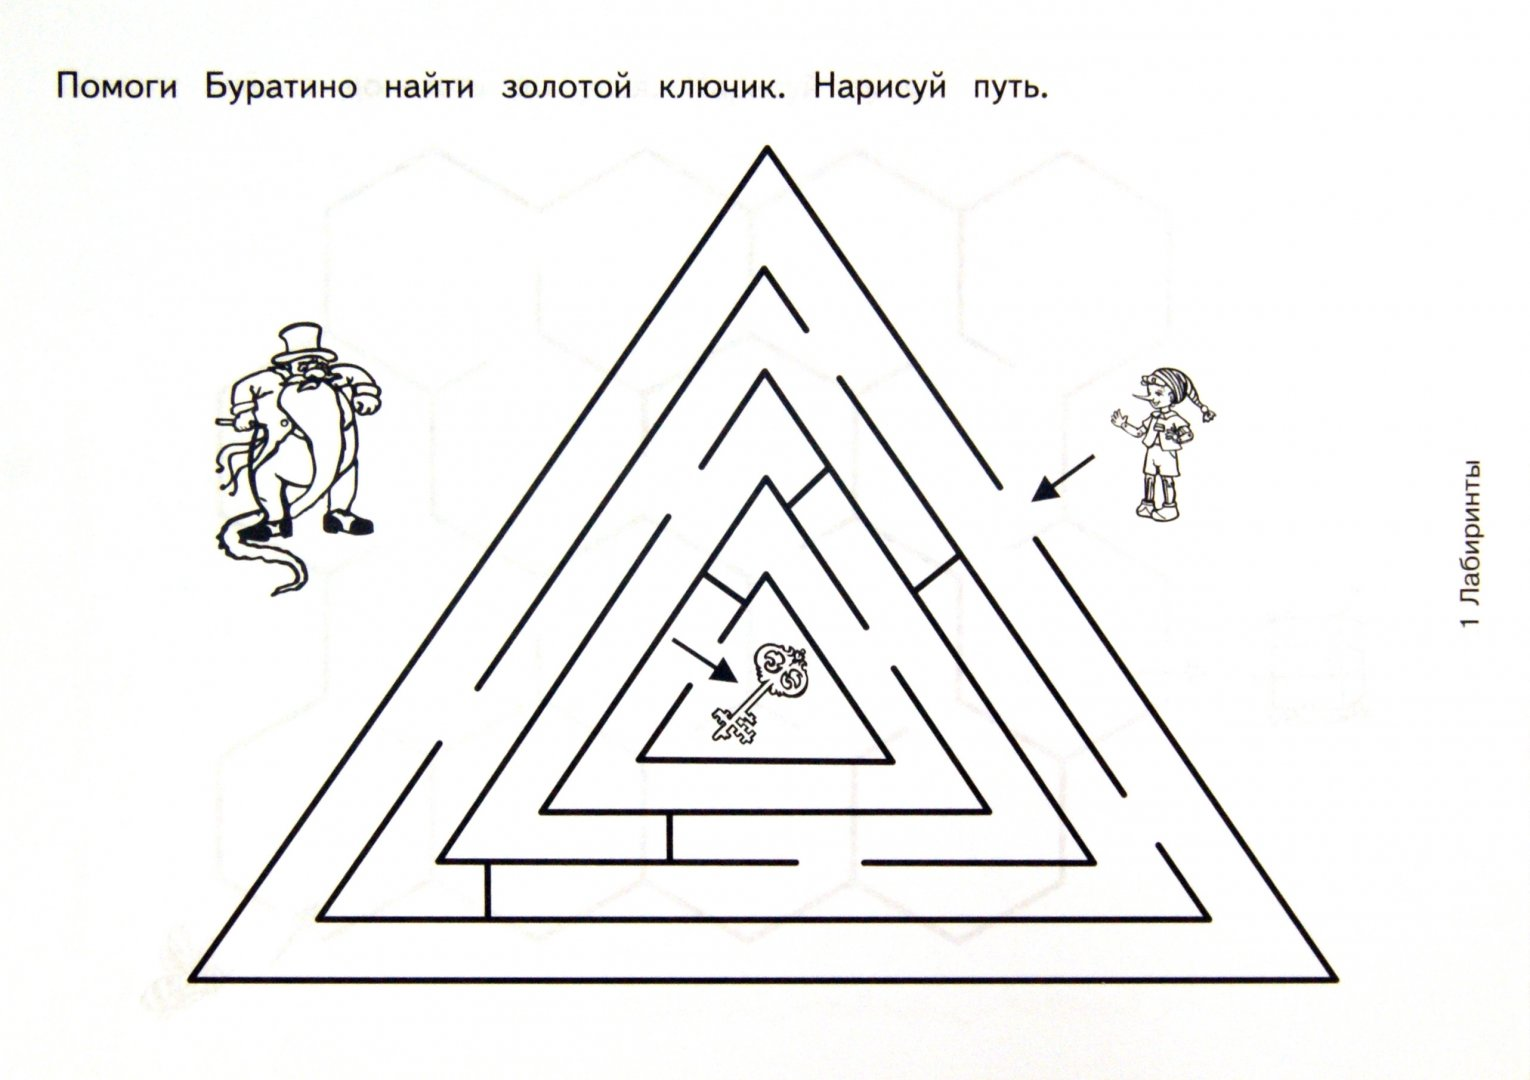 Помоги Буратино найти золотой ключик. Нарисуй путь.
1 Лабиринты